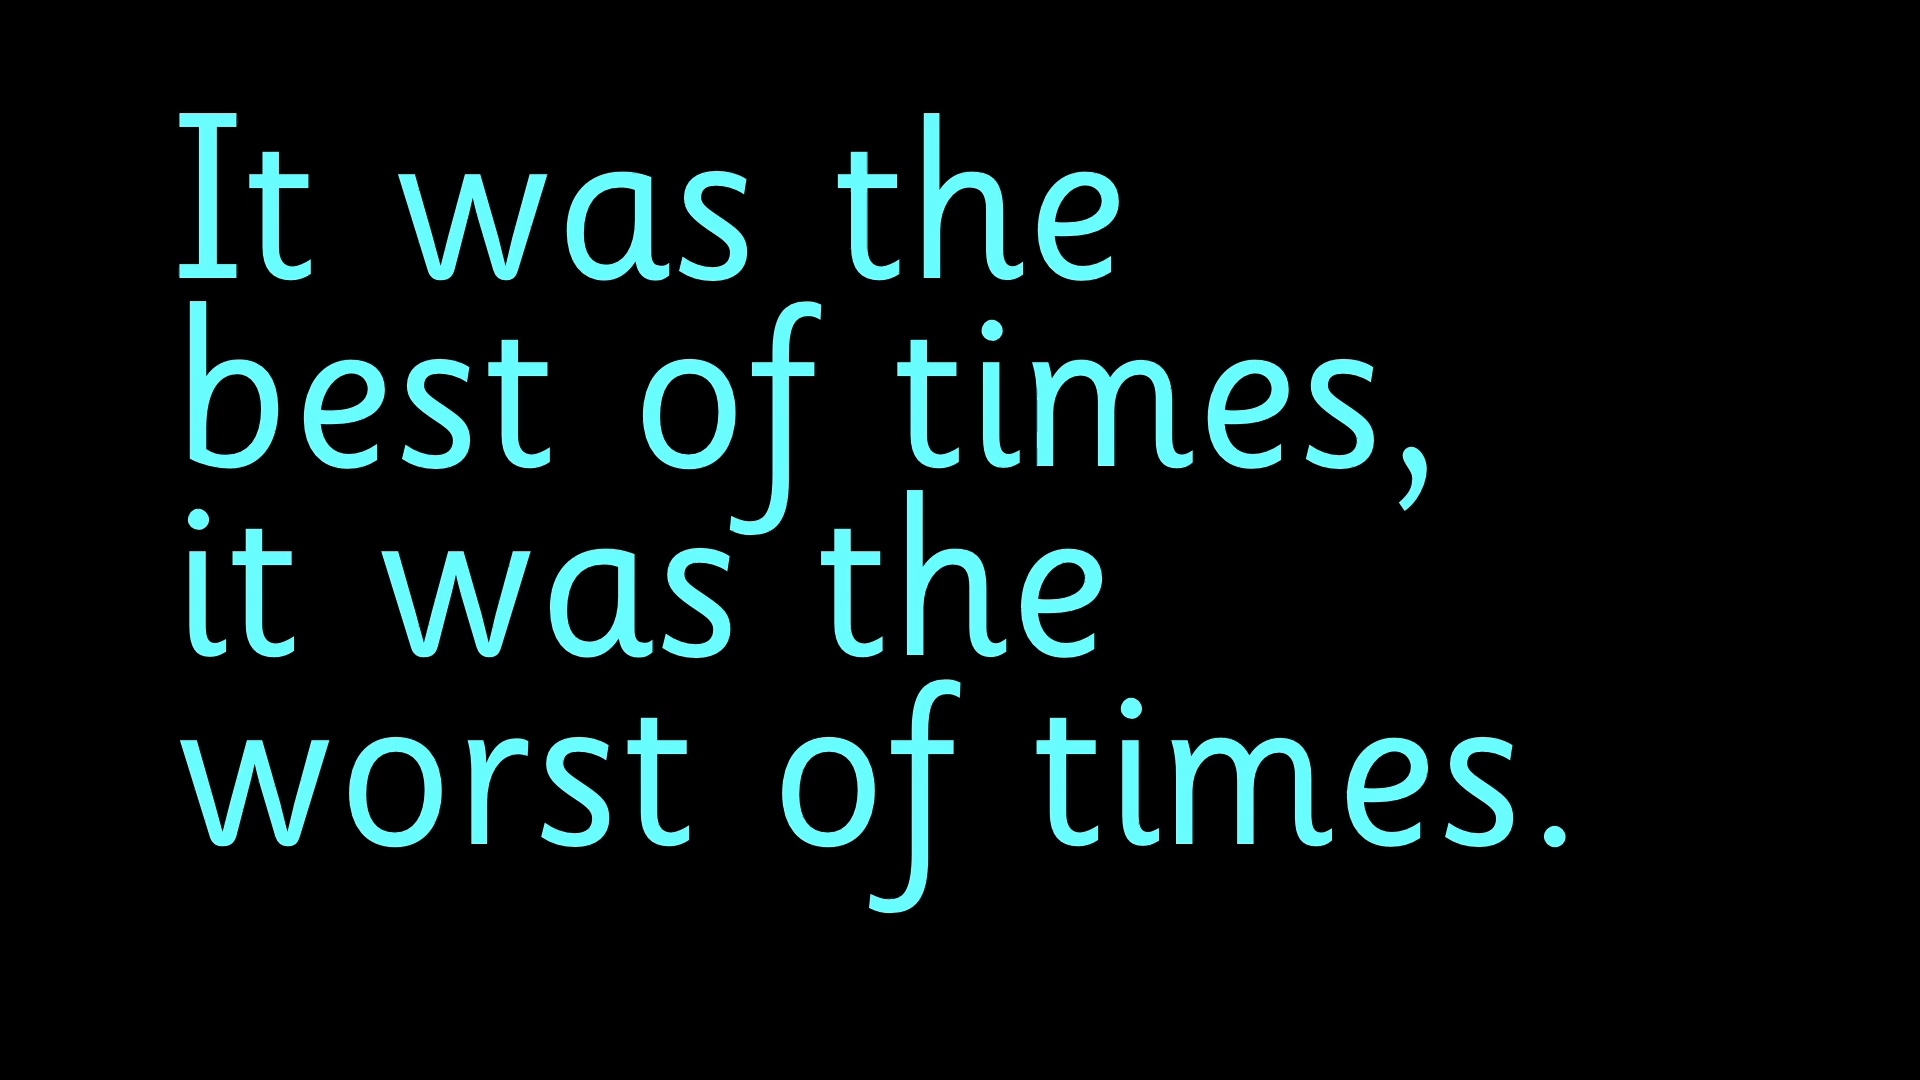 It was the
best of times,
it was the
worst of times.